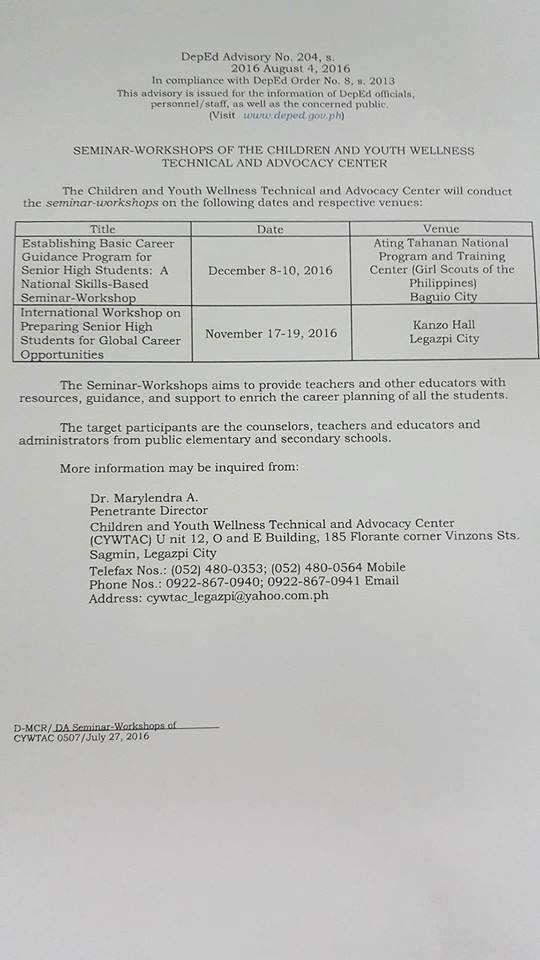 DepEd Advisory No. 204, s.
2016 August 4, 2016
In compliance with DepEd Order No. 8, s. 2013
This advisory is issued for the information of DepEd officials,
personnel/staff, as well as the concerned public.
(Visit www.deped.gov.ph)
SEMINAR-WORKSHOPS OF THE CHILDREN AND YOUTH WELLNESS
TECHNICAL AND ADVOCACY CENTER
The Children and Youth Wellness Technical and Advocacy Center will conduct
the seminar-workshops on the following dates and respective venues:
Title Date Venue
Establishing Basic Career
Guidance Program for
Senior High Students: A
National Skills-Based
Seminar-Workshop
December 8-10, 2016
Ating Tahanan National
Program and Training
Center (Girl Scouts of the
Philippines)
Baguio City
International Workshop on
Preparing Senior High
Students for Global Career
Opportunities
November 17-19, 2016
Kanzo Hall
Legazpi City
The Seminar-Workshops aims to provide teachers and other educators with
resources, guidance, and support to enrich the career planning of all the students.
The target participants are the counselors, teachers and educators and
administrators from public elementary and secondary schools.
More information may be inquired from:
Dr. Marylendra A.
Penetrante Director
Children and Youth Wellness Technical and Advocacy Center
(CYWTAC) U nit 12, O and E Building, 185 Florante corner Vinzons Sts.
Sagmin, Legazpi City
Telefax Nos.: (052) 480-0353; (052) 480-0564 Mobile
Phone Nos.: 0922-867-0940; 0922-867-0941 Email
Address: cywtac_legazpi@yahoo.com.ph
D-MCR/ DA Seminar-Workshops of
CYWTAC 0507/July 27, 2016